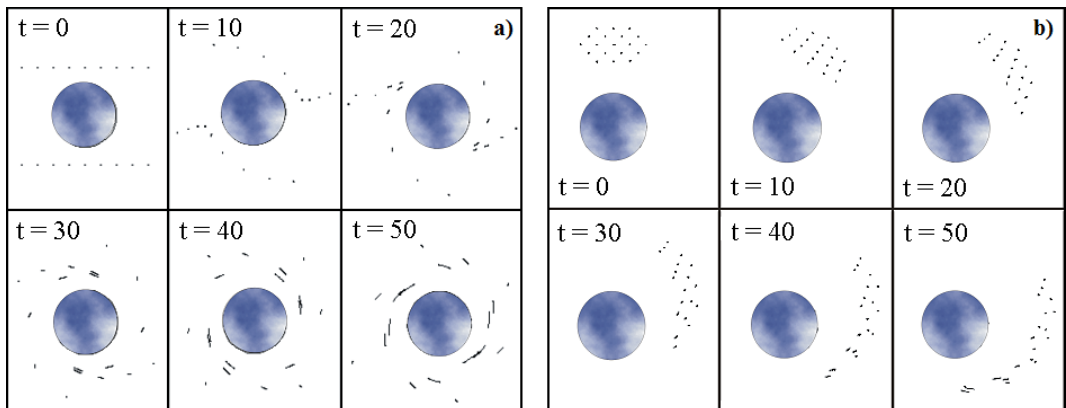 a)
t = 0
t = 10
t = 20
t = 30
t = 40
t = 50
b)
t = 0
t = 10
t = 20
t = 30
t = 40
t = 50